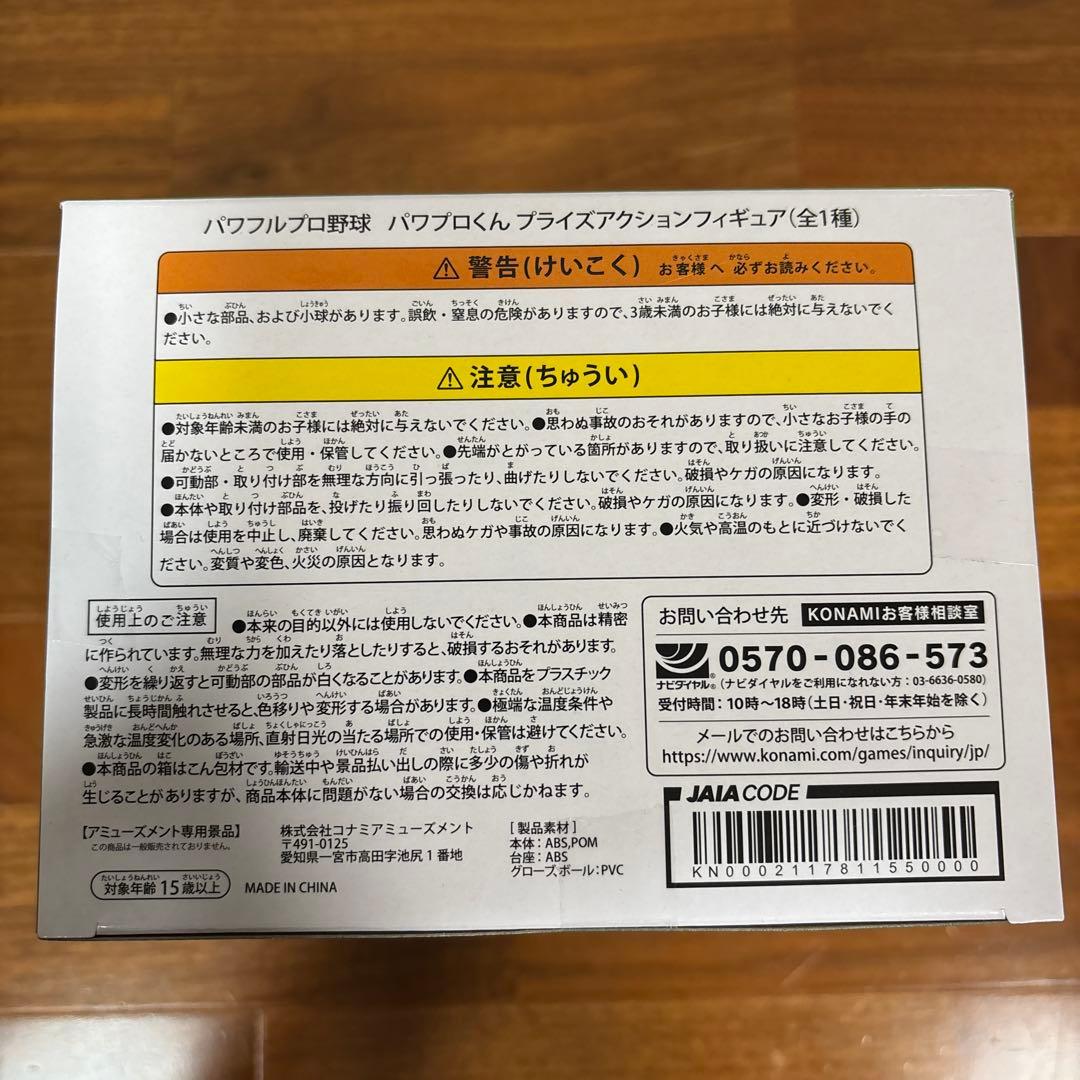 パワフルプロ野球 パワプロくん プライズアクションフィギュア(全1種)
⚠ 警告(けいこく) お客様へ 必ずお読みください。
●小さな部品、および小球があります。誤飲・窒息の危険がありますので、3歳未満のお子様には絶対に与えないでく
ださい。
⚠ 注意(ちゅうい)
●対象年齢未満のお子様には絶対に与えないでください。●思わぬ事故のおそれがありますので、小さなお子様の手の
届かないところで使用・保管してください。●先端がとがっている箇所がありますので、取り扱いに注意してください。
●可動部・取り付け部を無理な方向に引っ張ったり、曲げたりしないでください。破損やケガの原因になります。
●本体や取り付け部品を、投げたり振り回したりしないでください。破損やケガの原因になります。●変形・破損した
場合は使用を中止し、廃棄してください。思わぬケガや事故の原因になります。●火気や高温のもとに近づけないでく
ださい。変質や変色、火災の原因となります。
使用上のご注意 ●本来の目的以外には使用しないでください。●本商品は精密
に作られています。無理な力を加えたり落としたりすると、破損するおそれがあります。
●変形を繰り返すと可動部の部品が白くなることがあります。●本商品をプラスチック
製品に長時間触れさせると、色移りや変形する場合があります。●極端な温度条件や
急激な温度変化のある場所、直射日光の当たる場所での使用・保管は避けてください。
●本商品の箱はこん包材です。輸送中や景品払い出しの際に多少の傷や折れが
生じることがありますが、商品本体に問題がない場合の交換は応じかねます。
お問い合わせ先 KONAMIお客様相談室
ナビダイヤル® 0570-086-573
(ナビダイヤルをご利用になれない方:03-6636-0580)
受付時間:10時～18時(土日・祝日・年末年始を除く)
メールでのお問い合わせはこちらから
https://www.konami.com/games/inquiry/jp/
【アミューズメント専用景品】
この商品は一般販売されておりません。
対象年齢 15歳以上
MADE IN CHINA
株式会社コナミアミューズメント
〒491-0125
愛知県一宮市高田字池尻1番地
[製品素材]
本体:ABS,POM
台座:ABS
グローブ・ボール:PVC
JAIA CODE
KN00021178115500​00